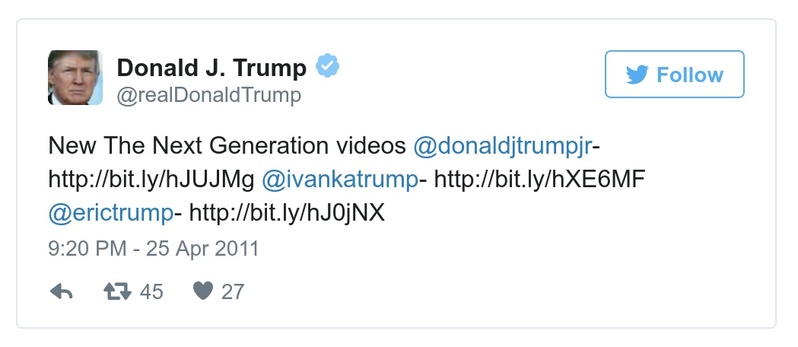 Donald J. Trump
@realDonaldTrump
Follow
New The Next Generation videos @donaldjtrumpjr-
http://bit.ly/hJUJMg @ivankatrump- http://bit.ly/hXE6MF
@erictrump- http://bit.ly/hJ0jNX
9:20 PM - 25 Apr 2011
45 27